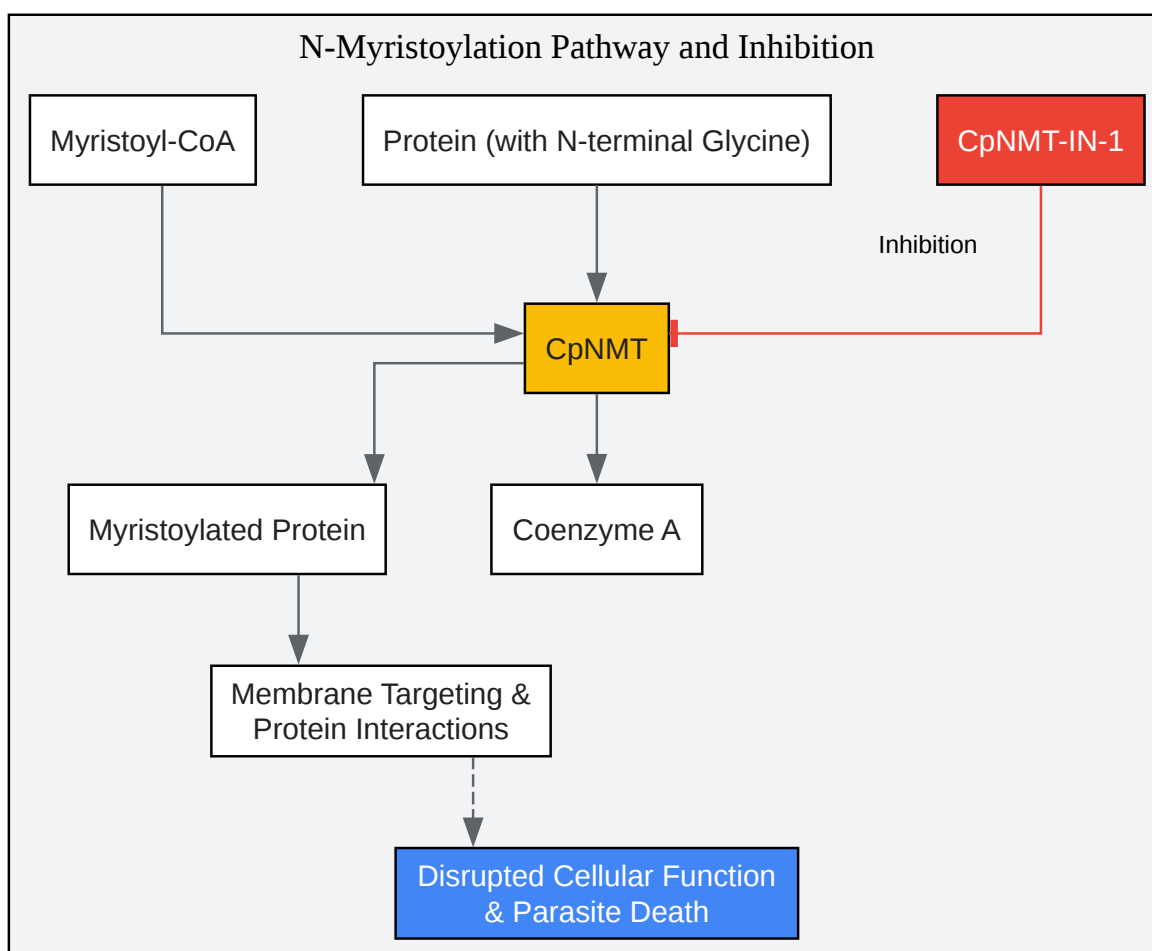 N-Myristoylation Pathway and Inhibition
Myristoyl-CoA
Protein (with N-terminal Glycine)
CpNMT-IN-1
Inhibition
CpNMT
Myristoylated Protein
Coenzyme A
Membrane Targeting &
Protein Interactions
Disrupted Cellular Function
& Parasite Death